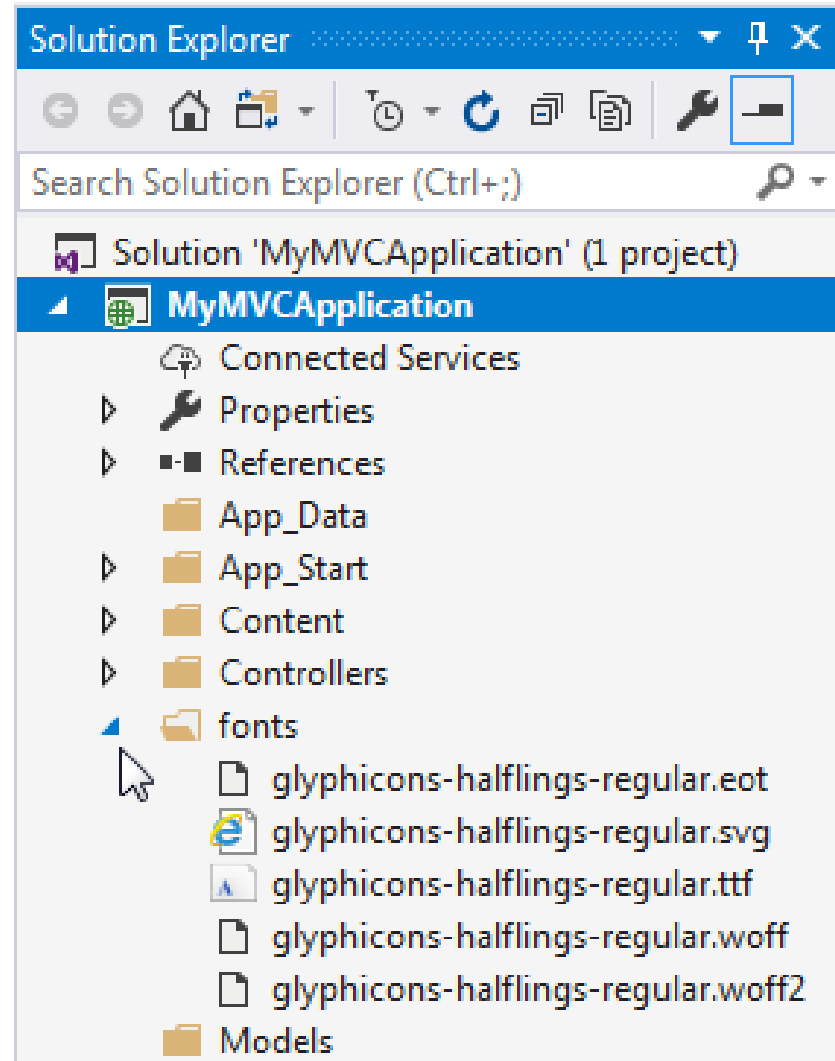 Solution Explorer
Search Solution Explorer (Ctrl+;)
Solution 'MyMVCApplication' (1 project)
MyMVCApplication
Connected Services
Properties
References
App_Data
App_Start
Content
Controllers
fonts
glyphicons-halflings-regular.eot
glyphicons-halflings-regular.svg
glyphicons-halflings-regular.ttf
glyphicons-halflings-regular.woff
glyphicons-halflings-regular.woff2
Models